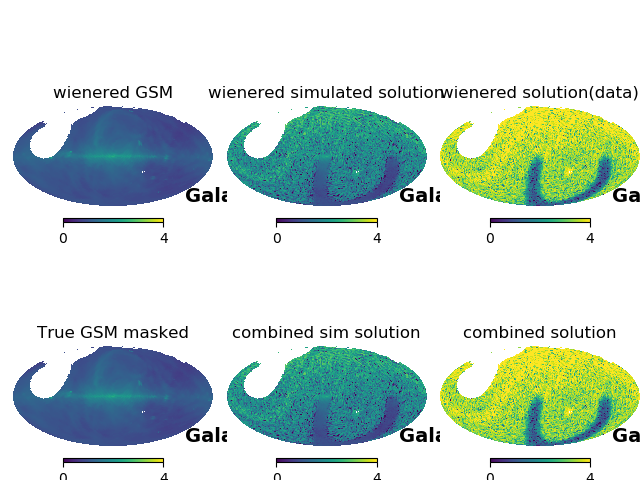 wienered GSM
wienered simulated solution
wienered solution(data)
Gala
Gala
Ga
0 4
0 4
0 4
True GSM masked
combined sim solution
combined solution
Gala
Gala
Ga
0 4
0 4
0 4